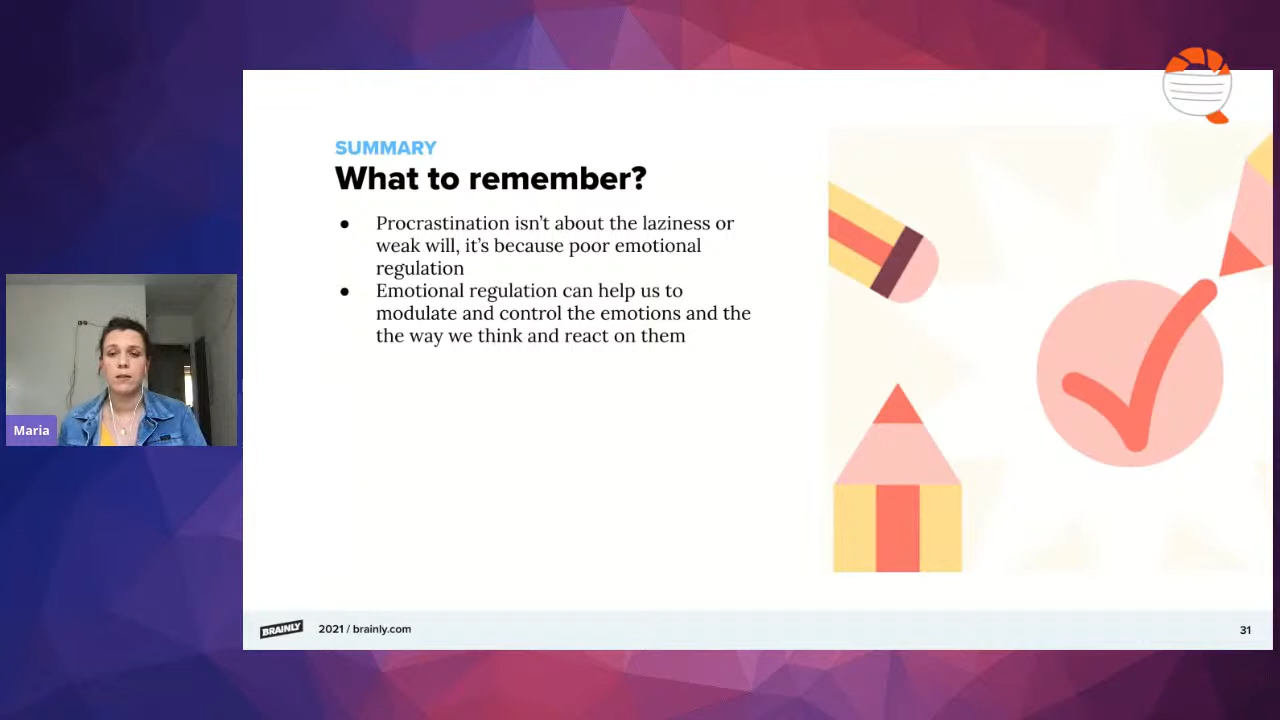 SUMMARY
What to remember?
● Procrastination isn't about the laziness or
weak will, it's because poor emotional
regulation
● Emotional regulation can help us to
modulate and control the emotions and the
the way we think and react on them
Maria
BRAINLY
2021 / brainly.com
31